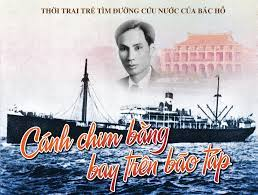 THỜI TRAI TRẺ TÌM ĐƯỜNG CỨU NƯỚC CỦA BÁC HỒ
Cánh chim bằng
bay trên bão táp